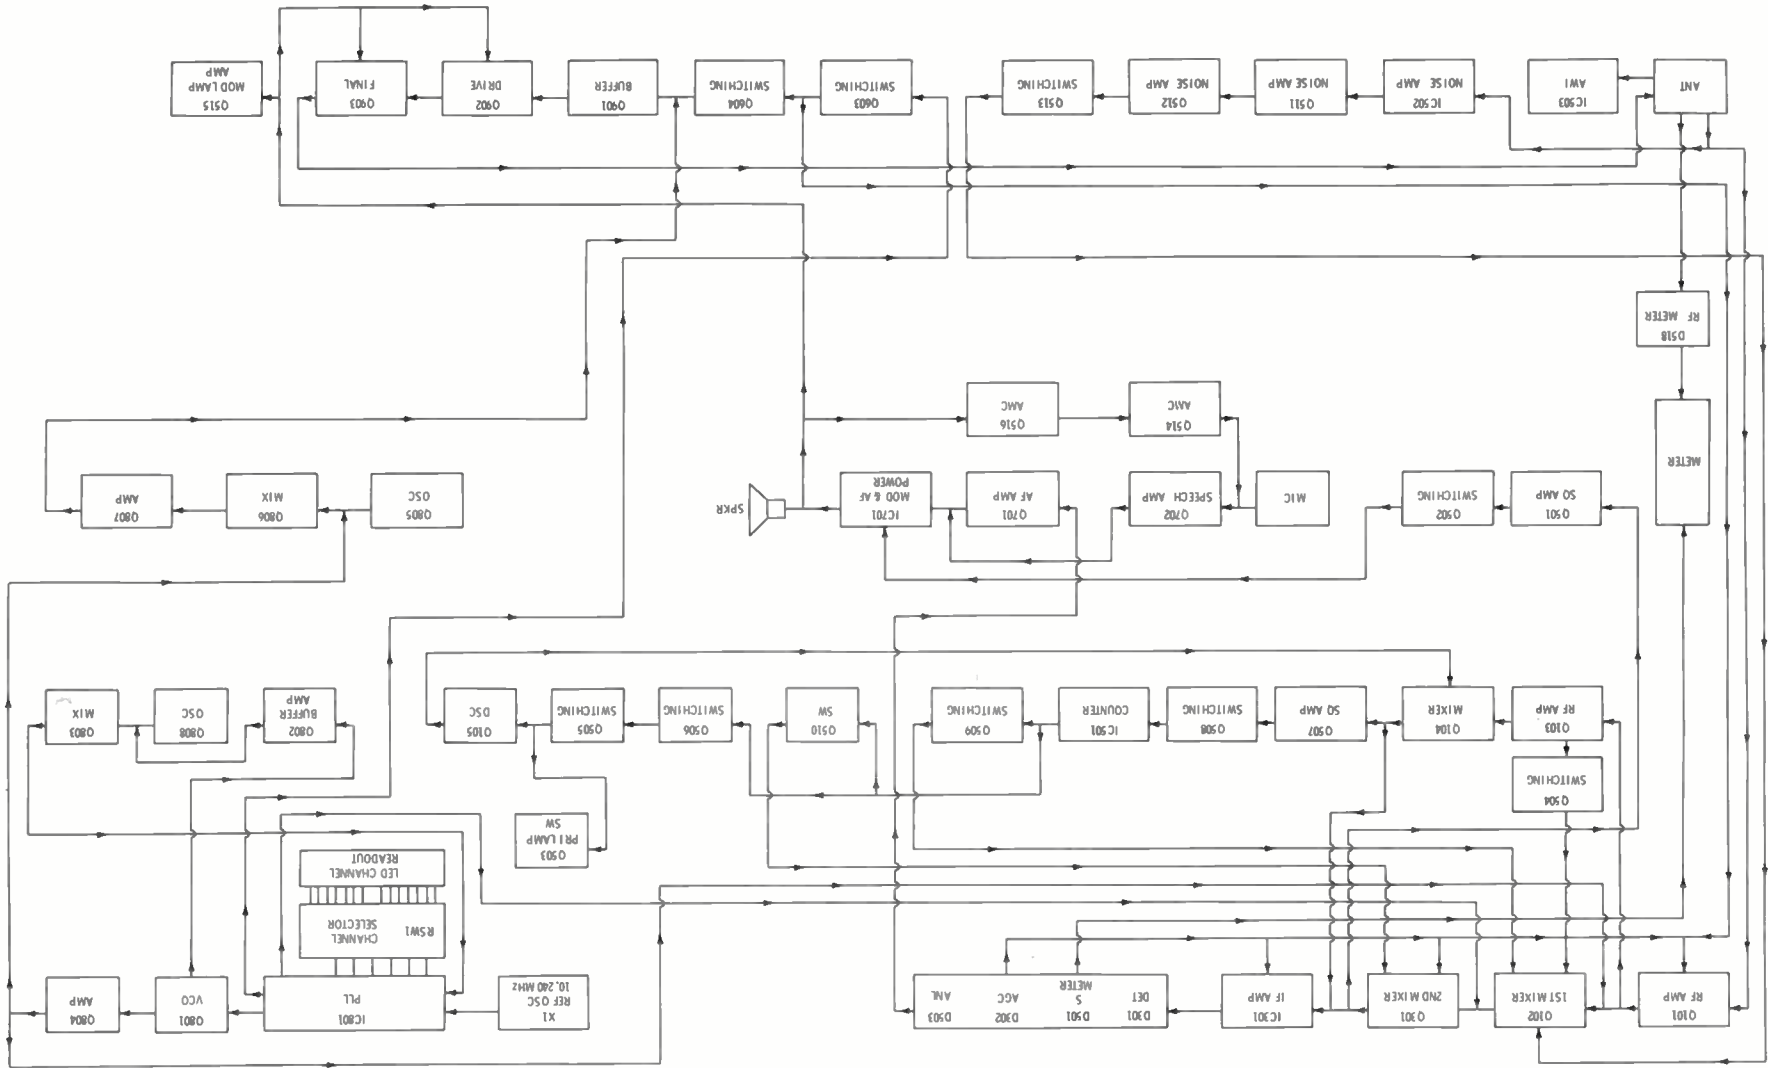 Q101
RF AMP
Q102
1ST MIXER
Q301
2ND MIXER
IC301
IF AMP
D301
DET
D501
S
METER
D302
AGC
D503
ANL
X1
REF OSC
10.240 MHz
IC801
PLL
Q801
VCO
Q804
AMP
RSW1
CHANNEL
SELECTOR
LED CHANNEL
READOUT
Q504
SWITCHING
Q503
PRI LAMP
SW
Q103
RF AMP
Q104
MIXER
Q507
SQ AMP
Q508
SWITCHING
IC501
COUNTER
Q509
SWITCHING
Q510
SW
Q506
SWITCHING
Q505
SWITCHING
Q105
DSC
Q802
BUFFER
AMP
Q808
OSC
Q803
MIX
METER
Q501
SQ AMP
Q502
SWITCHING
MIC
Q702
SPEECH AMP
Q701
AF AMP
IC701
MOD & AF
POWER
SPKR
Q805
OSC
Q806
MIX
Q807
AMP
Q514
AMC
Q516
AMC
D518
RF METER
ANT
IC503
AWI
IC502
NOISE AMP
Q511
NOISE AMP
Q512
NOISE AMP
Q513
SWITCHING
Q603
SWITCHING
Q604
SWITCHING
Q901
BUFFER
Q902
DRIVE
Q903
FINAL
Q515
MOD LAMP
AMP